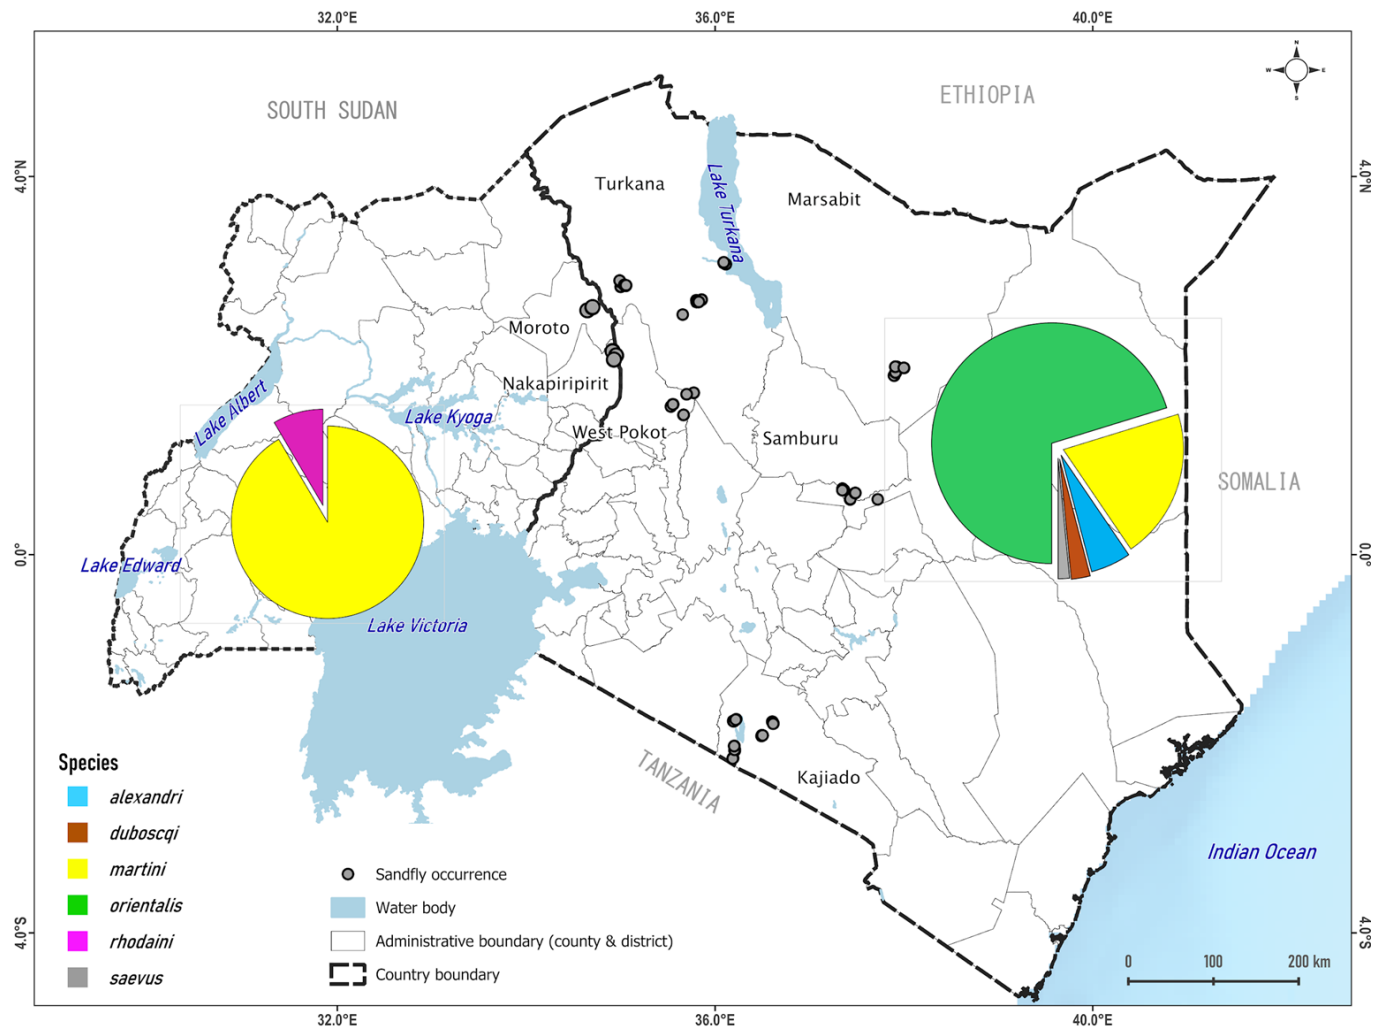 32.0°E 36.0°E 40.0°E
N
W E
S
SOUTH SUDAN
ETHIOPIA
4.0°N
4.0°N
Turkana
Marsabit
Lake Turkana
Moroto
Nakapiripirit
Lake Albert
Lake Kyoga
West Pokot
Samburu
SOMALIA
0.0°
0.0°
Lake Edward
Lake Victoria
TANZANIA
Kajiado
Indian Ocean
Species
alexandri
duboscqi
martini
orientalis
rhodaini
saevus
Sandfly occurrence
Water body
Administrative boundary (county & district)
Country boundary
4.0°S
4.0°S
0 100 200 km
32.0°E 36.0°E 40.0°E